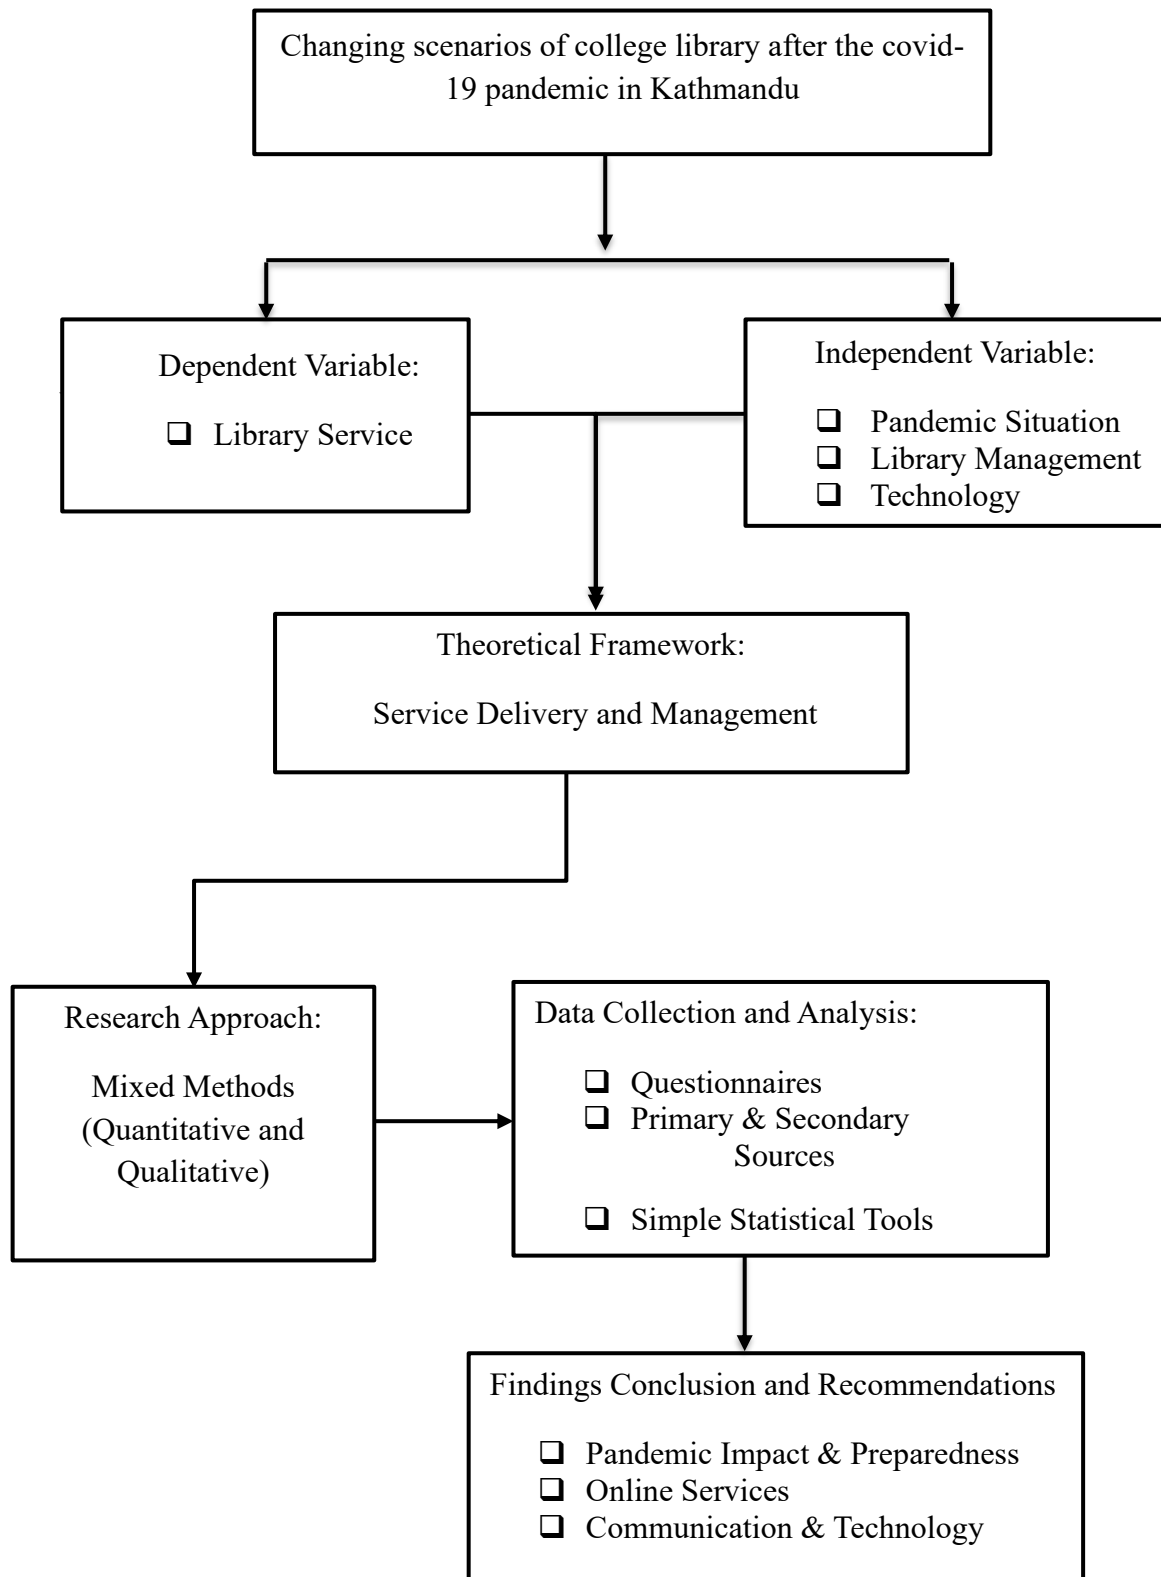 Changing scenarios of college library after the covid-
19 pandemic in Kathmandu
Dependent Variable:
❑ Library Service
Independent Variable:
❑ Pandemic Situation
❑ Library Management
❑ Technology
Theoretical Framework:
Service Delivery and Management
Research Approach:
Mixed Methods
(Quantitative and
Qualitative)
Data Collection and Analysis:
❑ Questionnaires
❑ Primary & Secondary
Sources
❑ Simple Statistical Tools
Findings Conclusion and Recommendations
❑ Pandemic Impact & Preparedness
❑ Online Services
❑ Communication & Technology